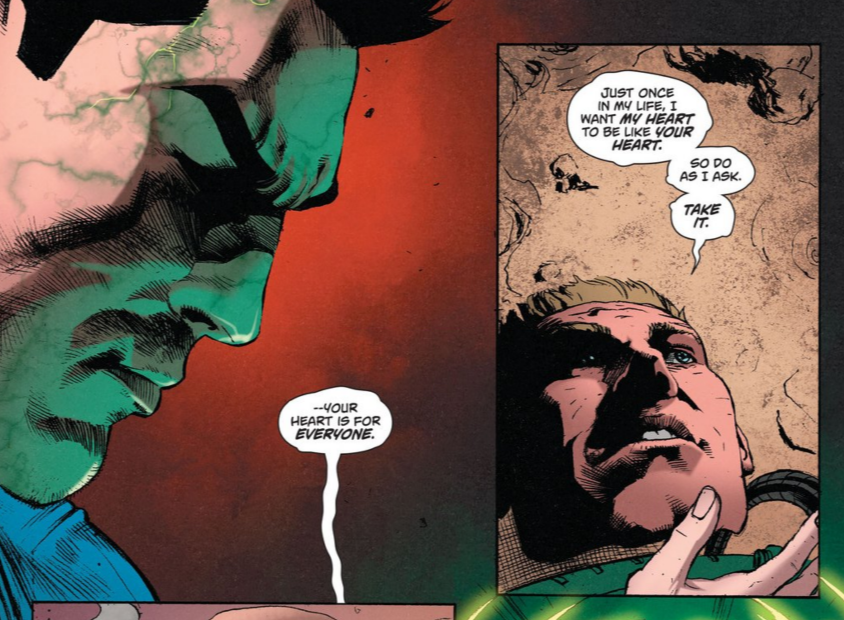 --YOUR
HEART IS FOR
EVERYONE.
JUST ONCE
IN MY LIFE, I
WANT MY HEART
TO BE LIKE YOUR
HEART.
SO DO
AS I ASK.
TAKE
IT.